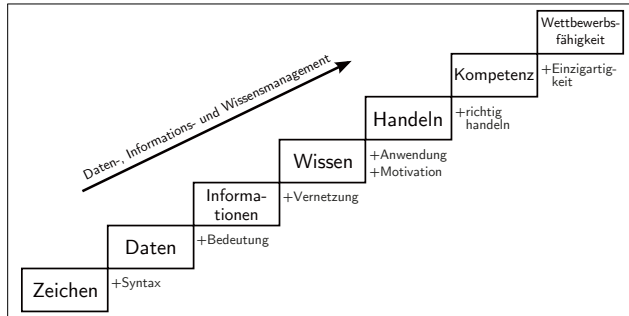 Wettbewerbs-
fähigkeit
Kompetenz
+Einzigartig-
keit
Daten-, Informations- und Wissensmanagement
Handeln
+richtig
handeln
Wissen
+Anwendung
+Motivation
Informa-
tionen
+Vernetzung
Daten
+Bedeutung
Zeichen
+Syntax